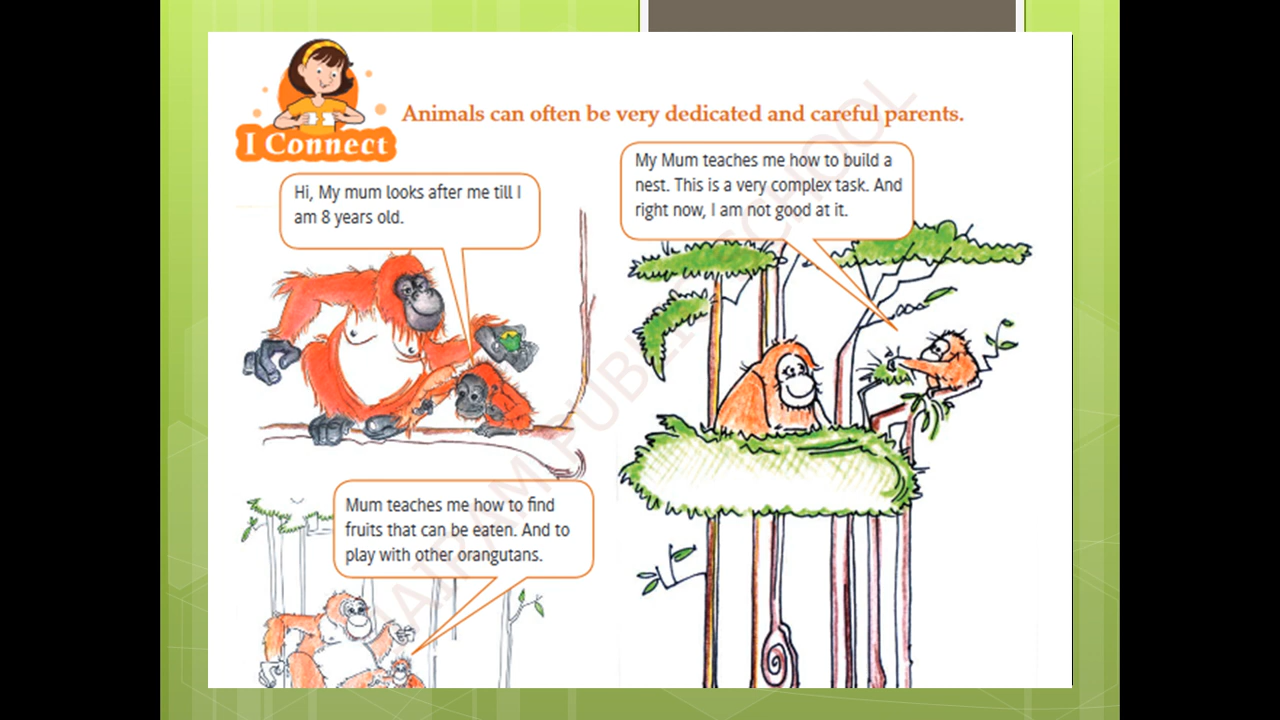 I Connect
Animals can often be very dedicated and careful parents.
Hi, My mum looks after me till I
am 8 years old.
My Mum teaches me how to build a
nest. This is a very complex task. And
right now, I am not good at it.
Mum teaches me how to find
fruits that can be eaten. And to
play with other orangutans.
JAIRAM PUBLIC SCHOOL